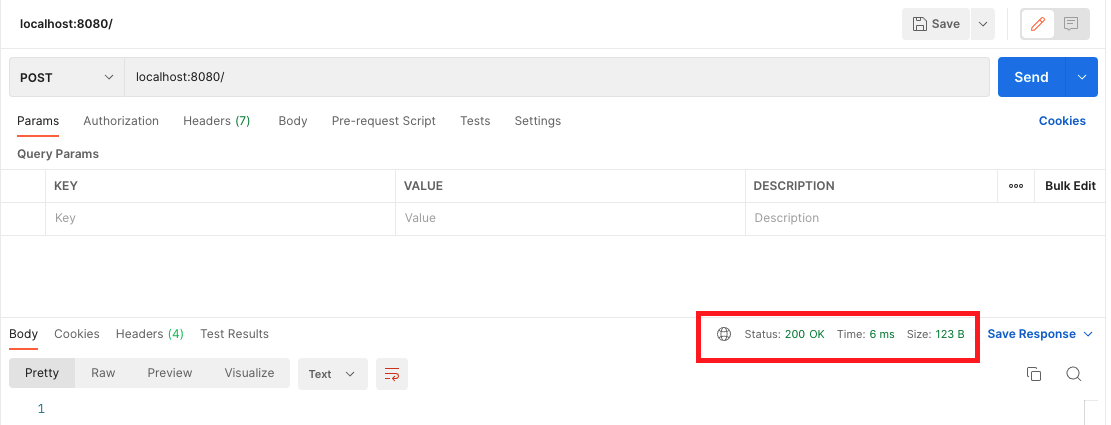 localhost:8080/ Save
POST localhost:8080/ Send
Params Authorization Headers (7) Body Pre-request Script Tests Settings Cookies
Query Params
KEY VALUE DESCRIPTION ooo Bulk Edit
Key Value Description
Body Cookies Headers (4) Test Results Status: 200 OK Time: 6 ms Size: 123 B Save Response
Pretty Raw Preview Visualize Text
1